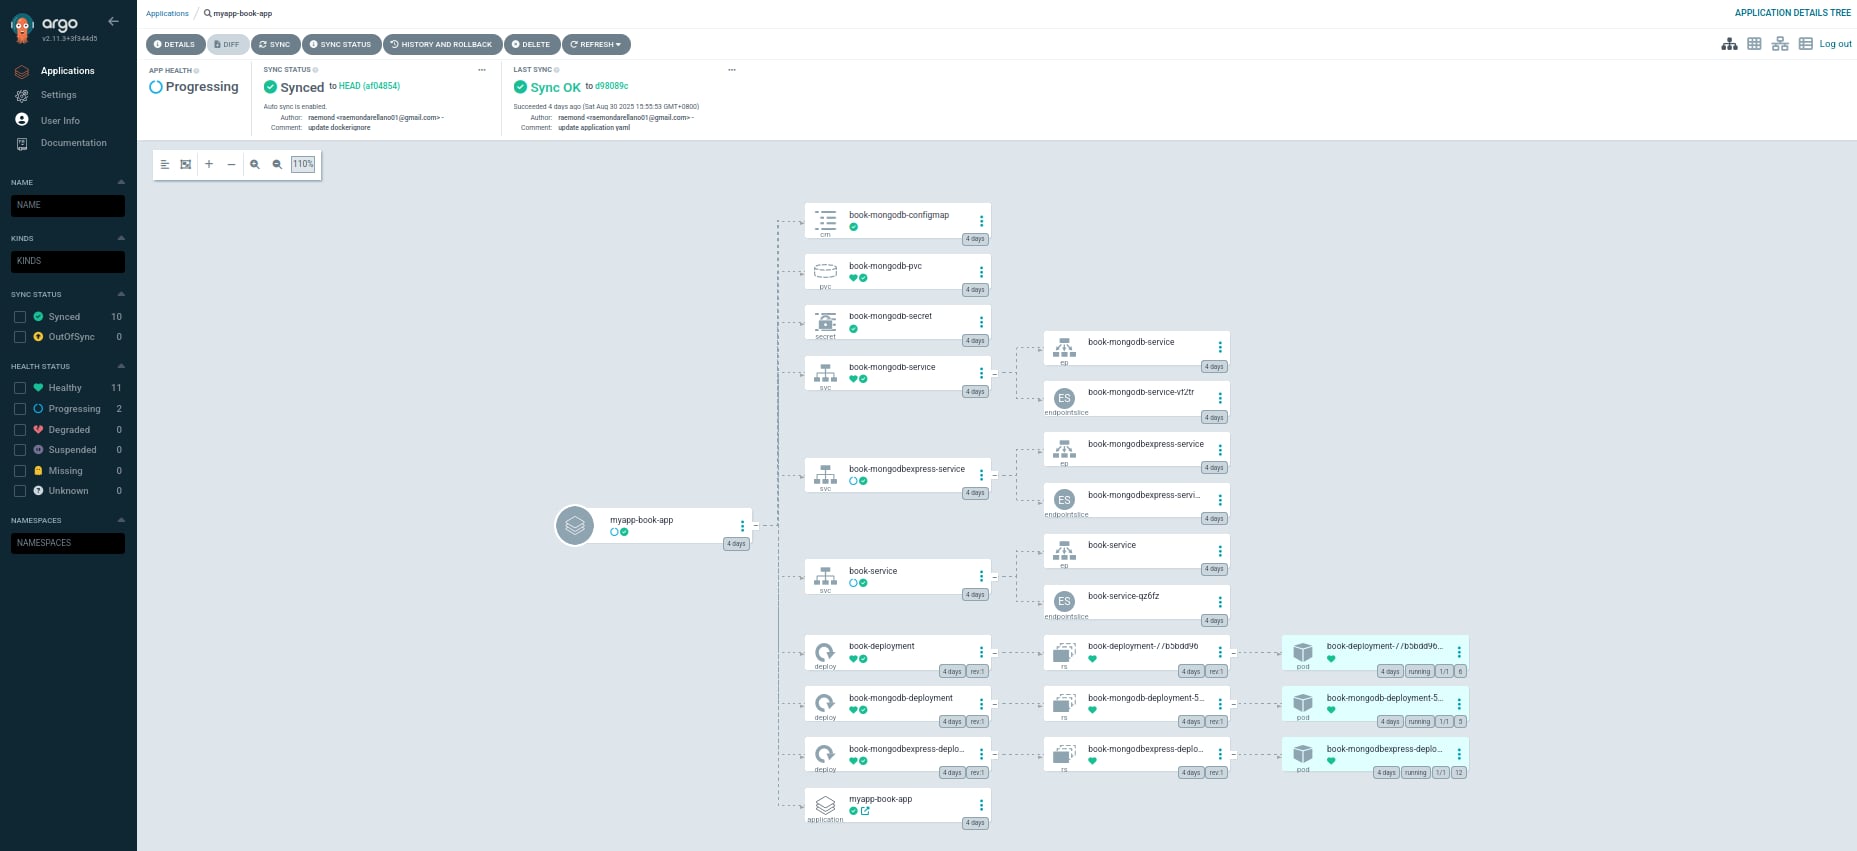 argo
v2.11.3+3f344d5
Applications
Settings
User Info
Documentation
NAME
NAME
KINDS
KINDS
SYNC STATUS
Synced 10
OutOfSync 0
HEALTH STATUS
Healthy 11
Progressing 2
Degraded 0
Suspended 0
Missing 0
Unknown 0
NAMESPACES
NAMESPACES
Applications / myapp-book-app
APPLICATION DETAILS TREE
DETAILS DIFF SYNC SYNC STATUS HISTORY AND ROLLBACK DELETE REFRESH
Log out
APP HEALTH
Progressing
SYNC STATUS
Synced to HEAD (af04854)
Auto sync is enabled.
Author: raemond <raemondarellano01@gmail.com> -
Comment: update dockerignore
LAST SYNC
Sync OK to d98089c
Succeeded 4 days ago (Sat Aug 30 2025 15:55:53 GMT+0800)
Author: raemond <raemondarellano01@gmail.com> -
Comment: update application yaml
110%
myapp-book-app
4 days
book-mongodb-configmap
cm
4 days
book-mongodb-pvc
pvc
4 days
book-mongodb-secret
secret
4 days
book-mongodb-service
svc
4 days
book-mongodb-service
ep
4 days
ES
book-mongodb-service-vf2tr
endpointslice
4 days
book-mongodbexpress-service
svc
4 days
book-mongodbexpress-service
ep
4 days
ES
book-mongodbexpress-servi...
endpointslice
4 days
book-service
svc
4 days
book-service
ep
4 days
ES
book-service-qz6fz
endpointslice
4 days
book-deployment
deploy
4 days rev:1
book-deployment-77b5bdd96
rs
4 days rev:1
book-deployment-77b5bdd96...
pod
4 days running 1/1 6
book-mongodb-deployment
deploy
4 days rev:1
book-mongodb-deployment-5...
rs
4 days rev:1
book-mongodb-deployment-5...
pod
4 days running 1/1 5
book-mongodbexpress-deplo...
deploy
4 days rev:1
book-mongodbexpress-deplo...
rs
4 days rev:1
book-mongodbexpress-deplo...
pod
4 days running 1/1 12
myapp-book-app
application
4 days